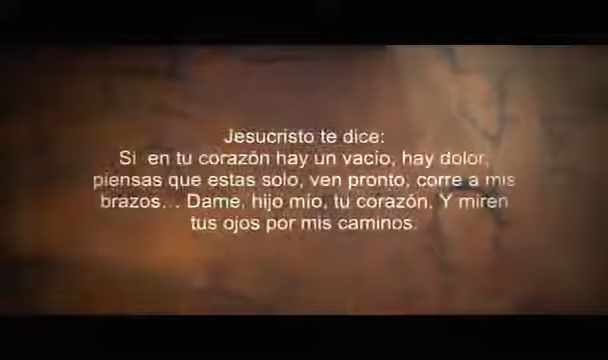 Jesucristo te dice:
Si en tu corazón hay un vacio, hay dolor,
piensas que estas solo, ven pronto, corre a mis
brazos... Dame, hijo mío, tu corazón, Y miren
tus ojos por mis caminos.